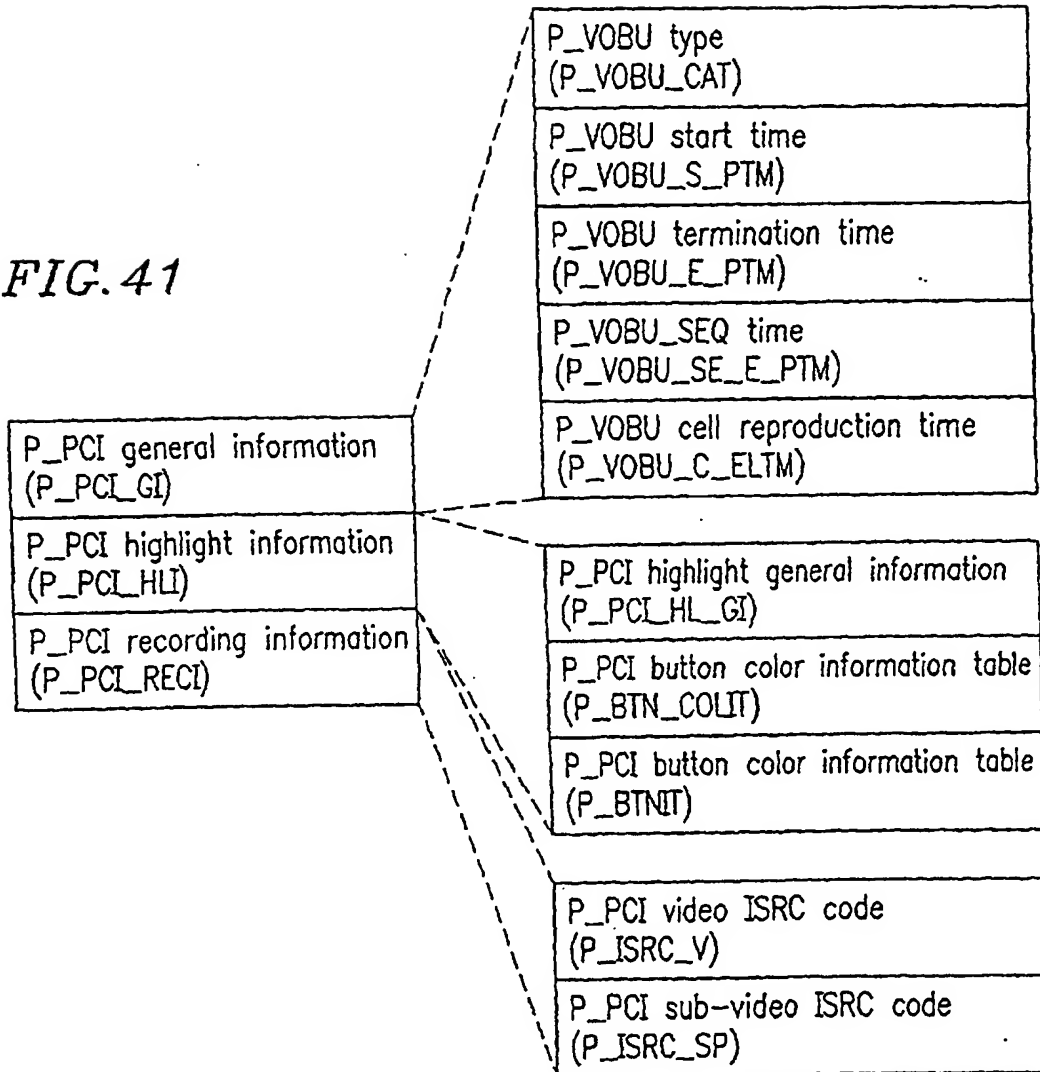 FIG. 41
P_PCI general information
(P_PCI_GI)
P_PCI highlight information
(P_PCI_HLI)
P_PCI recording information
(P_PCI_RECI)
P_VOBU type
(P_VOBU_CAT)
P_VOBU start time
(P_VOBU_S_PTM)
P_VOBU termination time
(P_VOBU_E_PTM)
P_VOBU_SEQ time
(P_VOBU_SE_E_PTM)
P_VOBU cell reproduction time
(P_VOBU_C_ELTM)
P_PCI highlight general information
(P_PCI_HL_GI)
P_PCI button color information table
(P_BTN_COLIT)
P_PCI button color information table
(P_BTNIT)
P_PCI video ISRC code
(P_ISRC_V)
P_PCI sub-video ISRC code
(P_ISRC_SP)